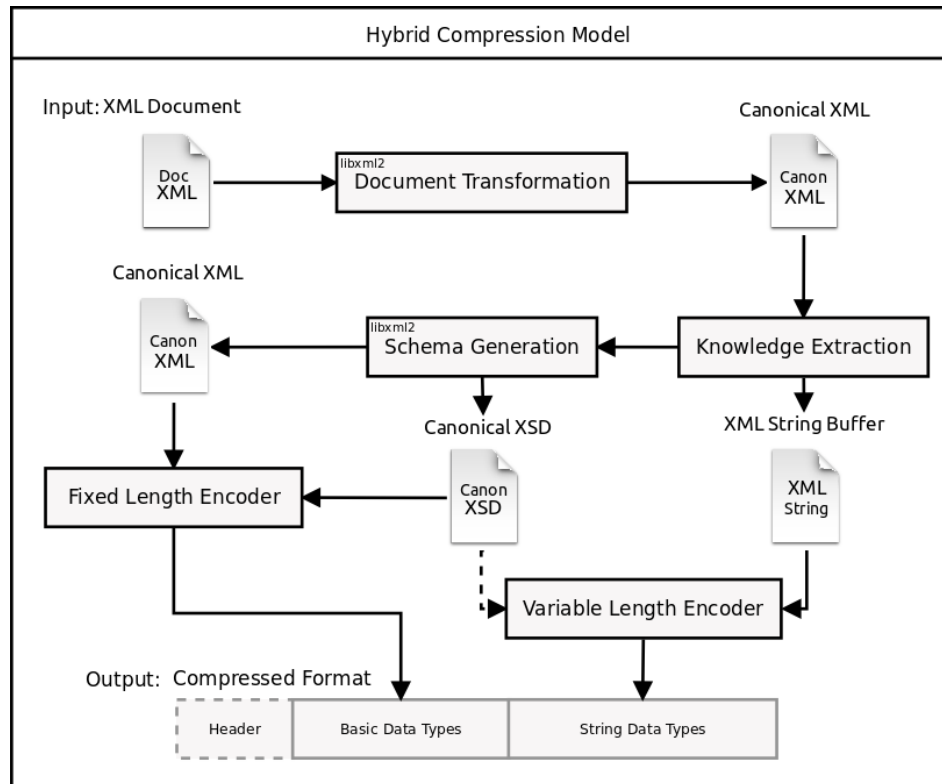 Hybrid Compression Model
Input: XML Document
Canonical XML
Doc
XML
libxml2
Document Transformation
Canon
XML
Canonical XML
Canon
XML
libxml2
Schema Generation
Knowledge Extraction
Canonical XSD
XML String Buffer
Fixed Length Encoder
Canon
XSD
XML
String
Variable Length Encoder
Output: Compressed Format
Header
Basic Data Types
String Data Types